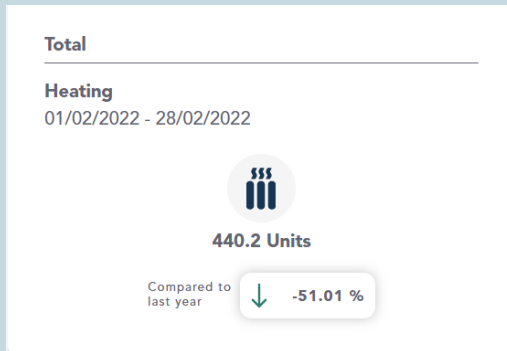 Total
Heating
01/02/2022 - 28/02/2022
440.2 Units
Compared to
last year
-51.01 %